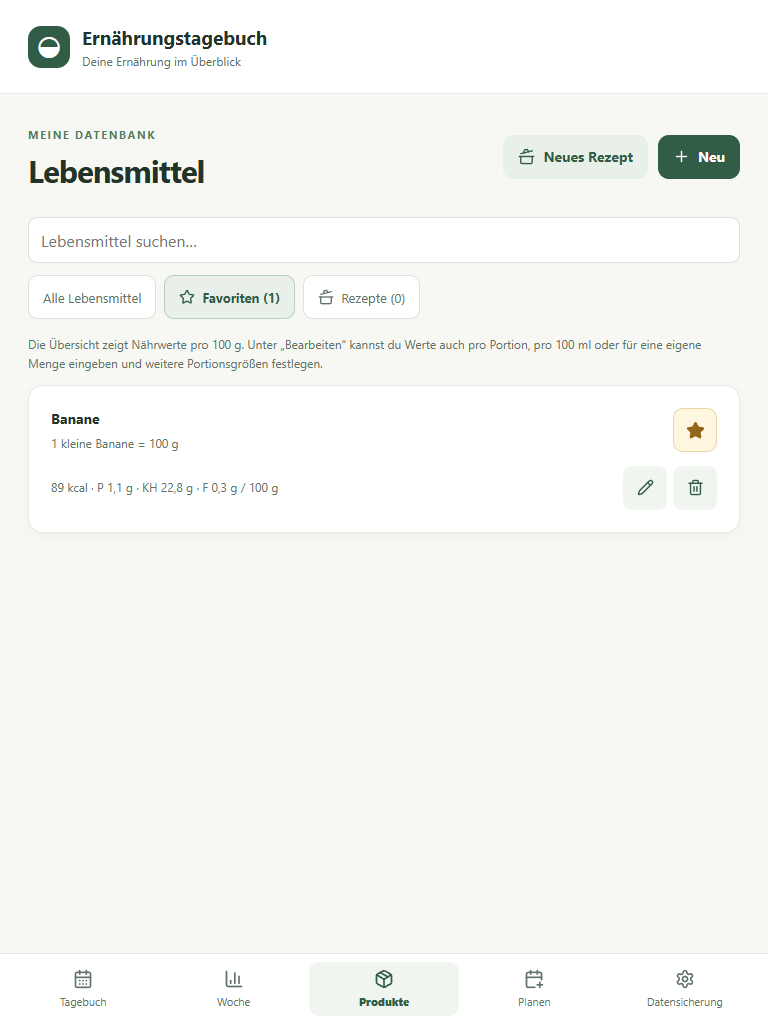 Ernährungstagebuch
Deine Ernährung im Überblick
MEINE DATENBANK
Lebensmittel
Neues Rezept
Neu
Lebensmittel suchen...
Alle Lebensmittel
Favoriten (1)
Rezepte (0)
Die Übersicht zeigt Nährwerte pro 100 g. Unter „Bearbeiten“ kannst du Werte auch pro Portion, pro 100 ml oder für eine eigene
Menge eingeben und weitere Portionsgrößen festlegen.
Banane
1 kleine Banane = 100 g
89 kcal · P 1,1 g · KH 22,8 g · F 0,3 g / 100 g
Tagebuch
Woche
Produkte
Planen
Datensicherung